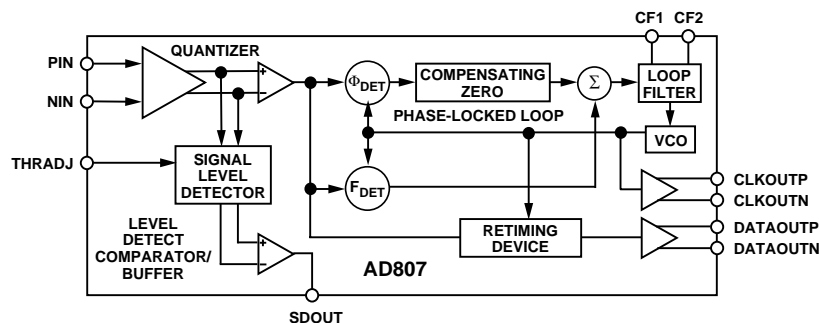 CF1 CF2
PIN
NIN
THRADJ
QUANTIZER
+
−
ΦDET
COMPENSATING
ZERO
Σ
LOOP
FILTER
PHASE-LOCKED LOOP
VCO
SIGNAL
LEVEL
DETECTOR
FDET
CLKOUTP
CLKOUTN
LEVEL
DETECT
COMPARATOR/
BUFFER
+
−
RETIMING
DEVICE
DATAOUTP
DATAOUTN
AD807
SDOUT